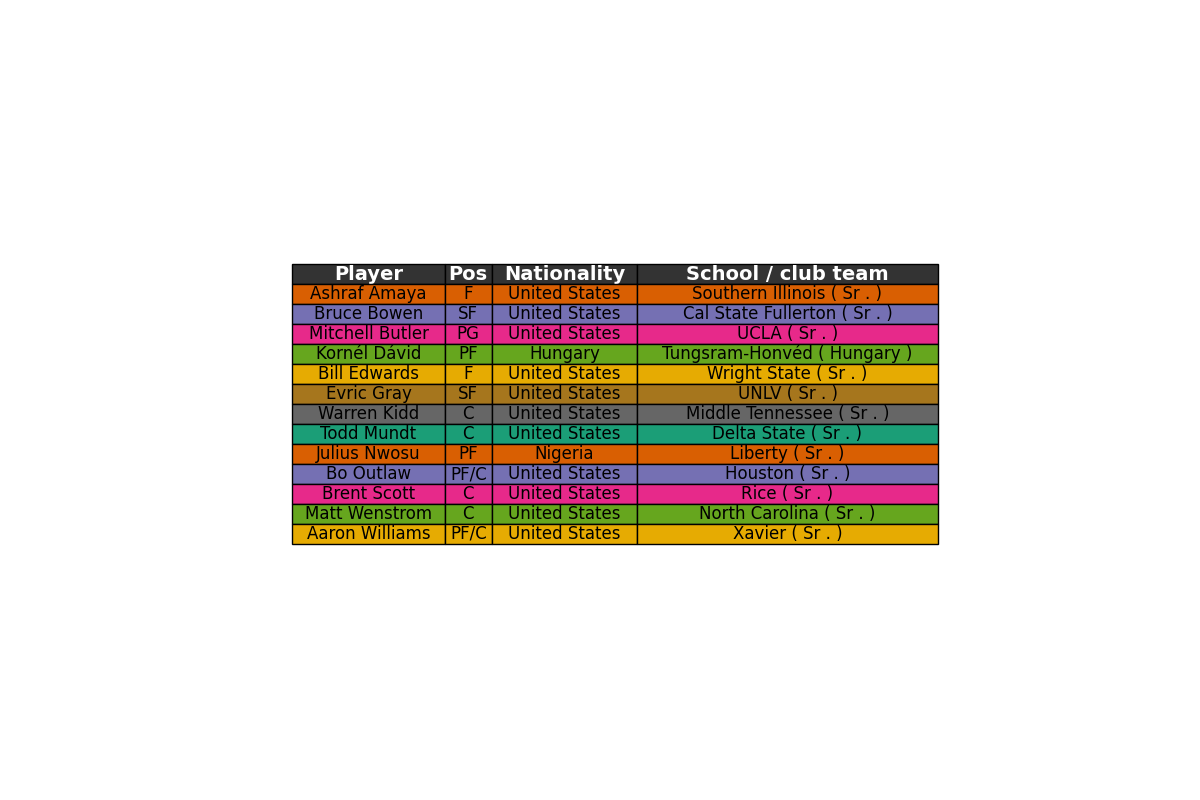 Player Pos Nationality School / club team
Ashraf Amaya F United States Southern Illinois ( Sr . )
Bruce Bowen SF United States Cal State Fullerton ( Sr . )
Mitchell Butler PG United States UCLA ( Sr . )
Kornél Dávid PF Hungary Tungsram-Honvéd ( Hungary )
Bill Edwards F United States Wright State ( Sr . )
Evric Gray SF United States UNLV ( Sr . )
Warren Kidd C United States Middle Tennessee ( Sr . )
Todd Mundt C United States Delta State ( Sr . )
Julius Nwosu PF Nigeria Liberty ( Sr . )
Bo Outlaw PF/C United States Houston ( Sr . )
Brent Scott C United States Rice ( Sr . )
Matt Wenstrom C United States North Carolina ( Sr . )
Aaron Williams PF/C United States Xavier ( Sr . )